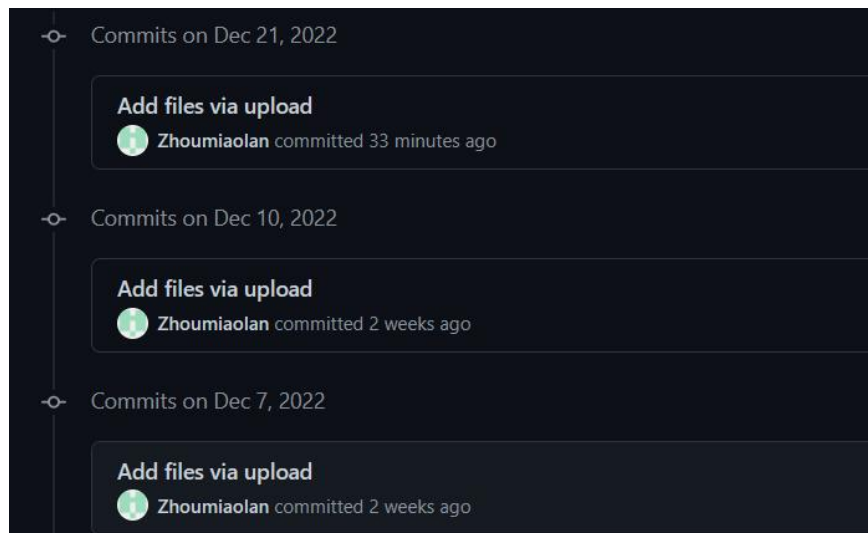 Commits on Dec 21, 2022
Add files via upload
Zhoumiaolan committed 33 minutes ago
Commits on Dec 10, 2022
Add files via upload
Zhoumiaolan committed 2 weeks ago
Commits on Dec 7, 2022
Add files via upload
Zhoumiaolan committed 2 weeks ago